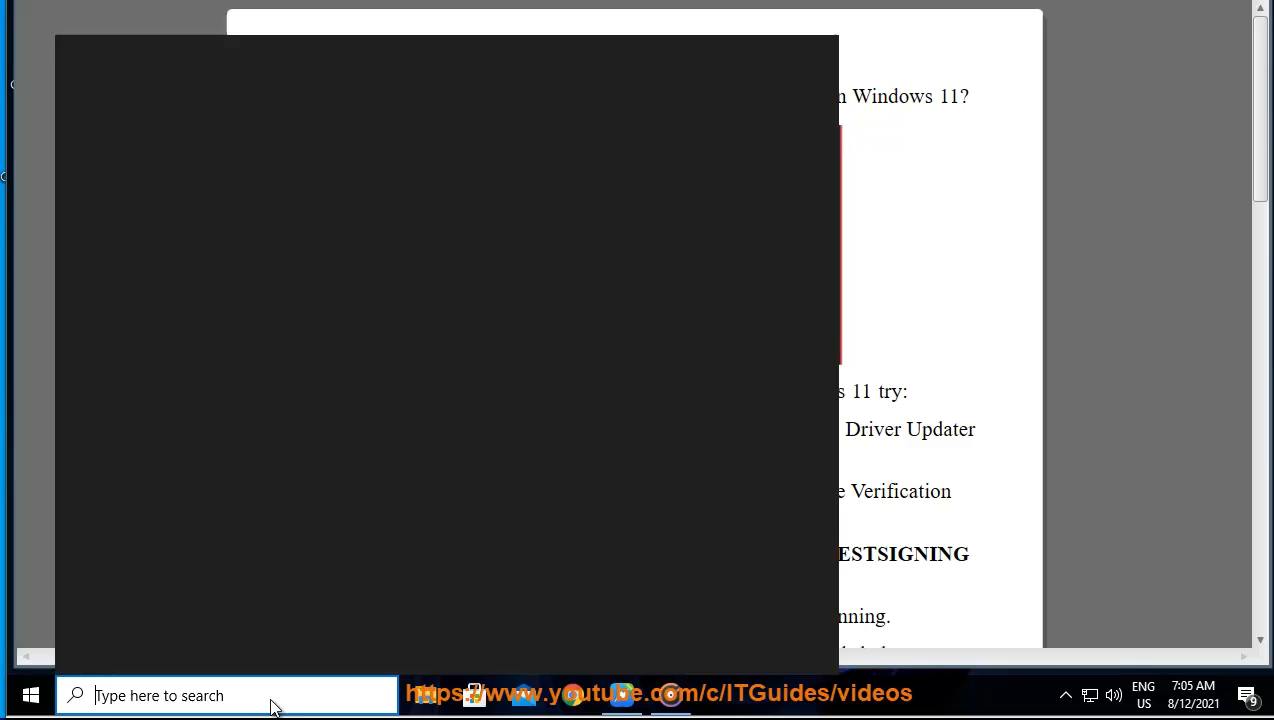 n Windows 11?
s 11 try:
Driver Updater
e Verification
ESTSIGNING
nning.
Type here to search
https://www.youtube.com/c/ITGuides/videos
ENG
US
7:05 AM
8/12/2021
9